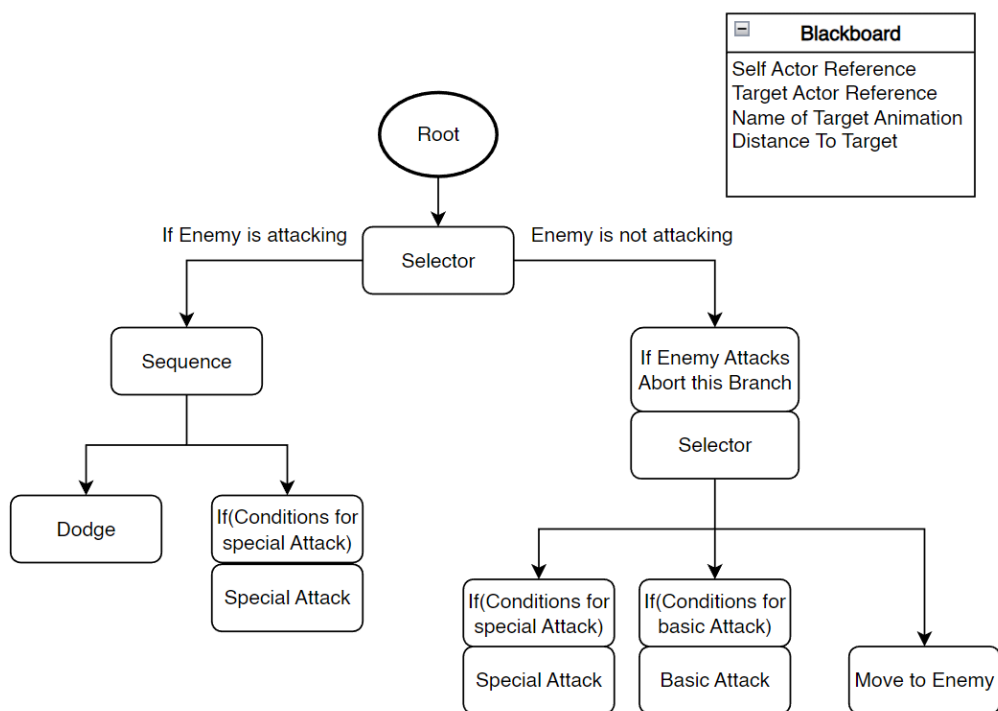 Blackboard
Self Actor Reference
Target Actor Reference
Name of Target Animation
Distance To Target
Root
If Enemy is attacking
Enemy is not attacking
Selector
Sequence
If Enemy Attacks
Abort this Branch
Selector
Dodge
If(Conditions for
special Attack)
Special Attack
If(Conditions for
special Attack)
Special Attack
If(Conditions for
basic Attack)
Basic Attack
Move to Enemy